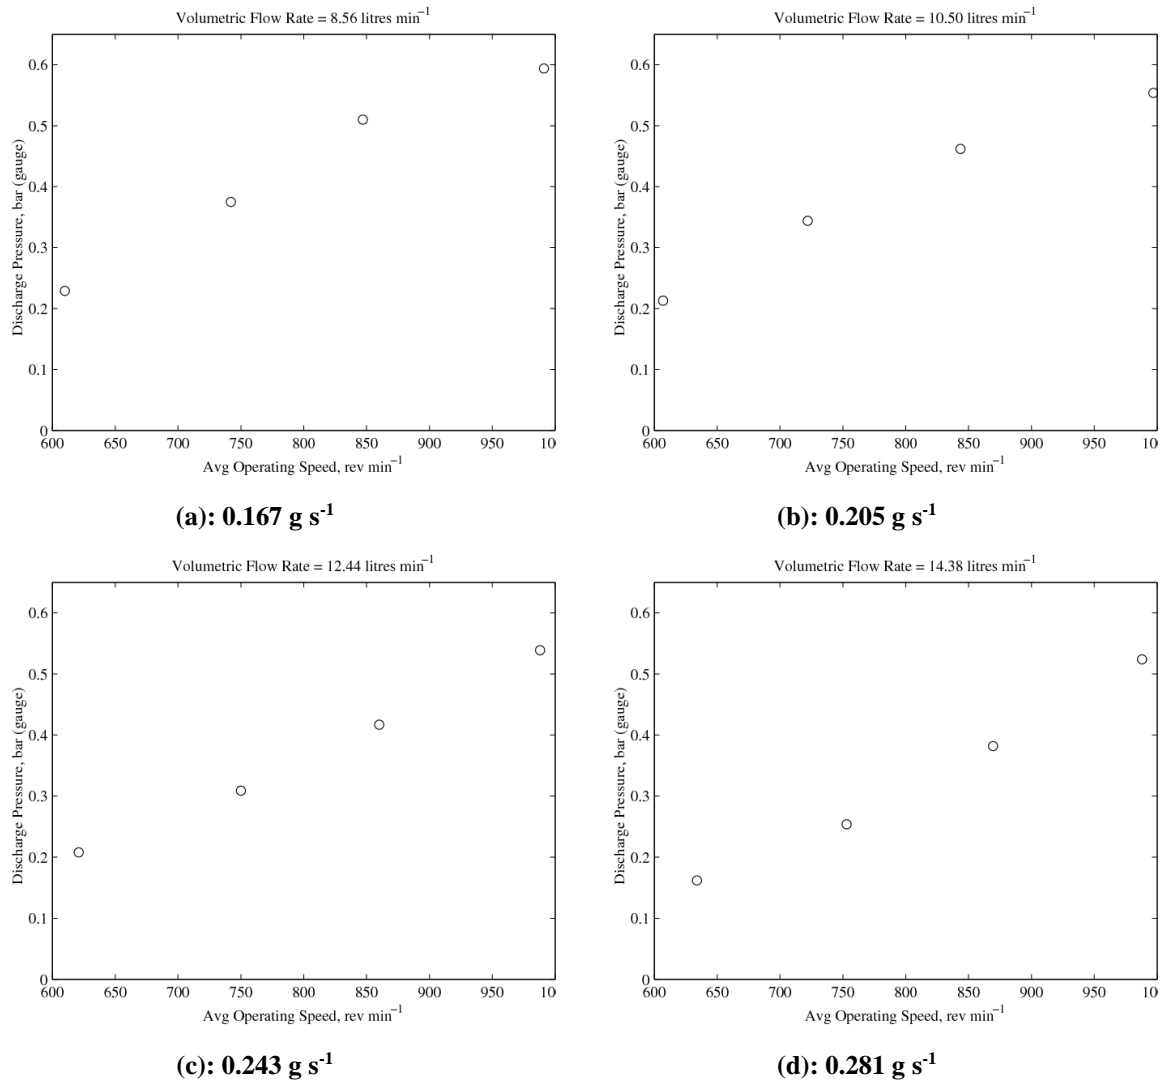 Volumetric Flow Rate = 8.56 litres min⁻¹
Discharge Pressure, bar (gauge)
0.6
0.5
0.4
0.3
0.2
0.1
0
600 650 700 750 800 850 900 950 10
Avg Operating Speed, rev min⁻¹
(a): 0.167 g s⁻¹
Volumetric Flow Rate = 10.50 litres min⁻¹
Discharge Pressure, bar (gauge)
0.6
0.5
0.4
0.3
0.2
0.1
0
600 650 700 750 800 850 900 950 10
Avg Operating Speed, rev min⁻¹
(b): 0.205 g s⁻¹
Volumetric Flow Rate = 12.44 litres min⁻¹
Discharge Pressure, bar (gauge)
0.6
0.5
0.4
0.3
0.2
0.1
0
600 650 700 750 800 850 900 950 10
Avg Operating Speed, rev min⁻¹
(c): 0.243 g s⁻¹
Volumetric Flow Rate = 14.38 litres min⁻¹
Discharge Pressure, bar (gauge)
0.6
0.5
0.4
0.3
0.2
0.1
0
600 650 700 750 800 850 900 950 10
Avg Operating Speed, rev min⁻¹
(d): 0.281 g s⁻¹